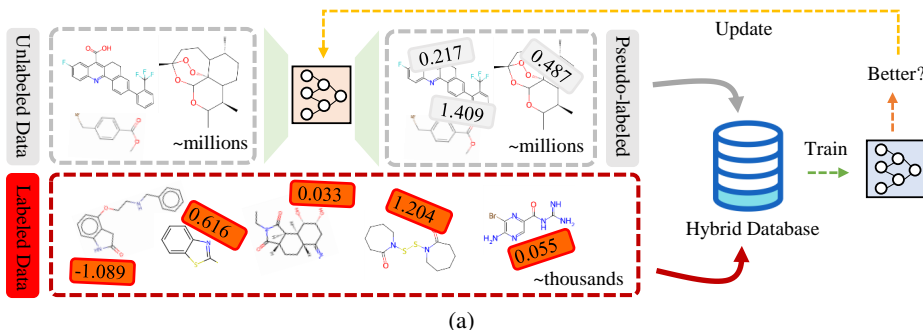 Update
Unlabeled Data
~millions
0.217
0.487
1.409
~millions
Pseudo-labeled
Better?
Train
Hybrid Database
Labeled Data
-1.089
0.616
0.033
1.204
0.055
~thousands
(a)